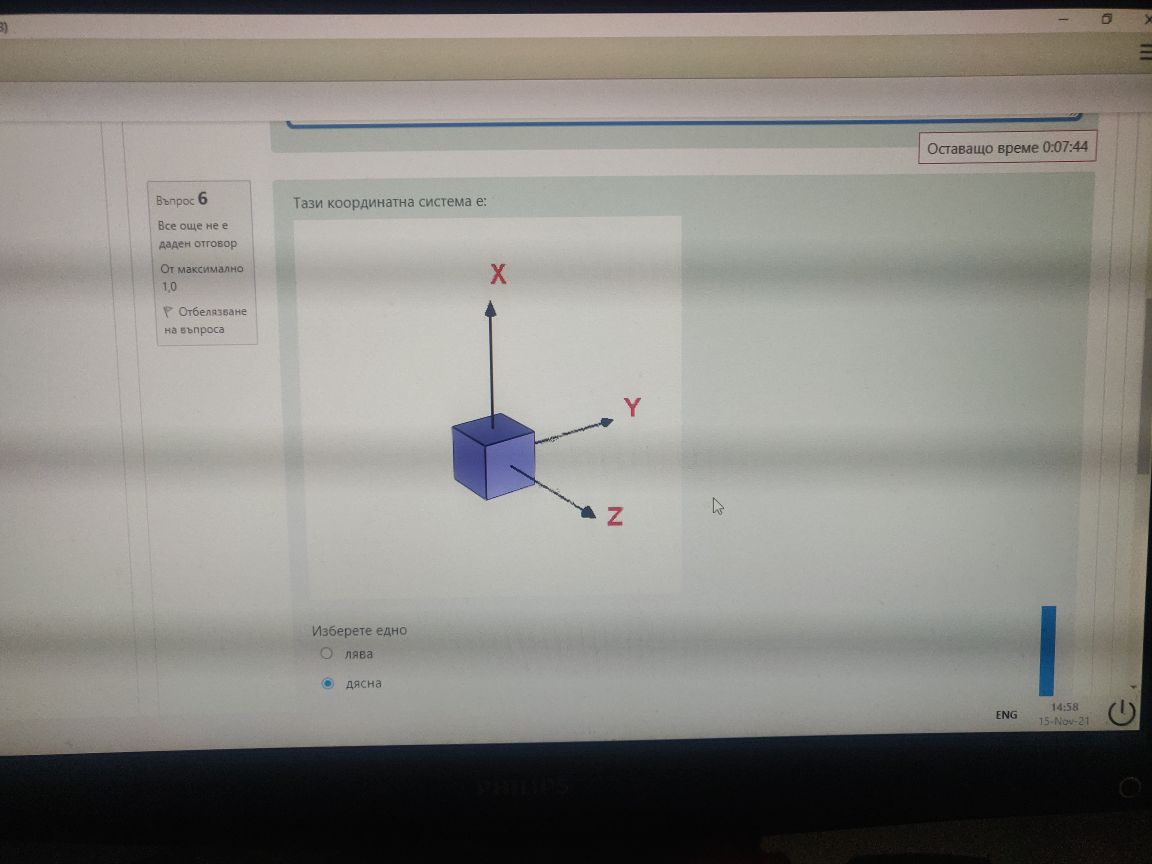 Оставащо време 0:07:44
Въпрос 6
Все още не е
даден отговор
От максимално
1,0
Отбелязване
на въпроса
Тази координатна система е:
X
Y
Z
Изберете едно
лява
дясна
ENG
14:58
15-Nov-21
PHILIPS